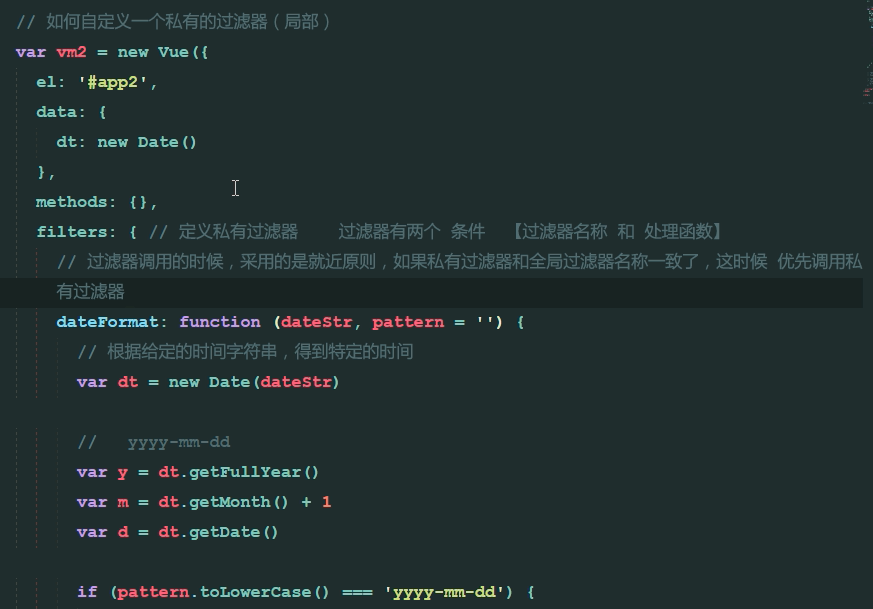 // 如何自定义一个私有的过滤器（局部）
var vm2 = new Vue({
el: '#app2',
data: {
dt: new Date()
},
methods: {},
filters: { // 定义私有过滤器    过滤器有两个 条件  【过滤器名称 和 处理函数】
// 过滤器调用的时候，采用的是就近原则，如果私有过滤器和全局过滤器名称一致了，这时候 优先调用私
有过滤器
dateFormat: function (dateStr, pattern = '') {
// 根据给定的时间字符串，得到特定的时间
var dt = new Date(dateStr)
//   yyyy-mm-dd
var y = dt.getFullYear()
var m = dt.getMonth() + 1
var d = dt.getDate()
if (pattern.toLowerCase() === 'yyyy-mm-dd') {